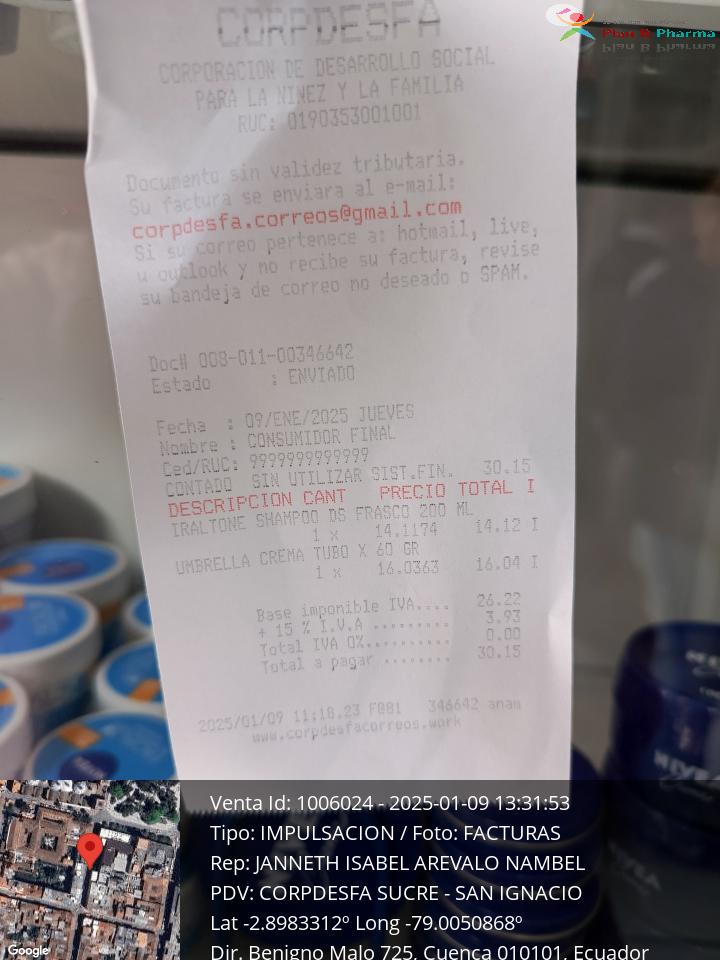 CORPDESFA
CORPORACION DE DESARROLLO SOCIAL
PARA LA NINEZ Y LA FAMILIA
RUC: 0190353001001
Documento sin validez tributaria.
Su factura se enviara al e-mail:
corpdesfa.correos@gmail.com
Si su correo pertenece a: hotmail, live,
u outlook y no recibe su factura, revise
su bandeja de correo no deseado o SPAM.
Doc# 008-011-00346642
Estado : ENVIADO
Fecha : 09/ENE/2025 JUEVES
Nombre : CONSUMIDOR FINAL
Ced/RUC: 9999999999999
CONTADO SIN UTILIZAR SIST.FIN. 30.15
DESCRIPCION CANT PRECIO TOTAL I
IRALTONE SHAMPOO DS FRASCO 200 ML
1 x 14.1174 14.12 I
UMBRELLA CREMA TUBO X 60 GR
1 x 16.0363 16.04 I
Base imponible IVA.... 26.22
+ 15 % I.V.A ......... 3.93
Total IVA 0%.......... 0.00
Total a pagar ........ 30.15
2025/01/09 11:18.23 F@81 346642 anam
www.corpdesfacorreos.work
Plan B Pharma
NIVEA
NIVEA
Venta Id: 1006024 - 2025-01-09 13:31:53
Tipo: IMPULSACION / Foto: FACTURAS
Rep: JANNETH ISABEL AREVALO NAMBEL
PDV: CORPDESFA SUCRE - SAN IGNACIO
Lat -2.8983312º Long -79.0050868º
Dir. Benigno Malo 725, Cuenca 010101, Ecuador
Google